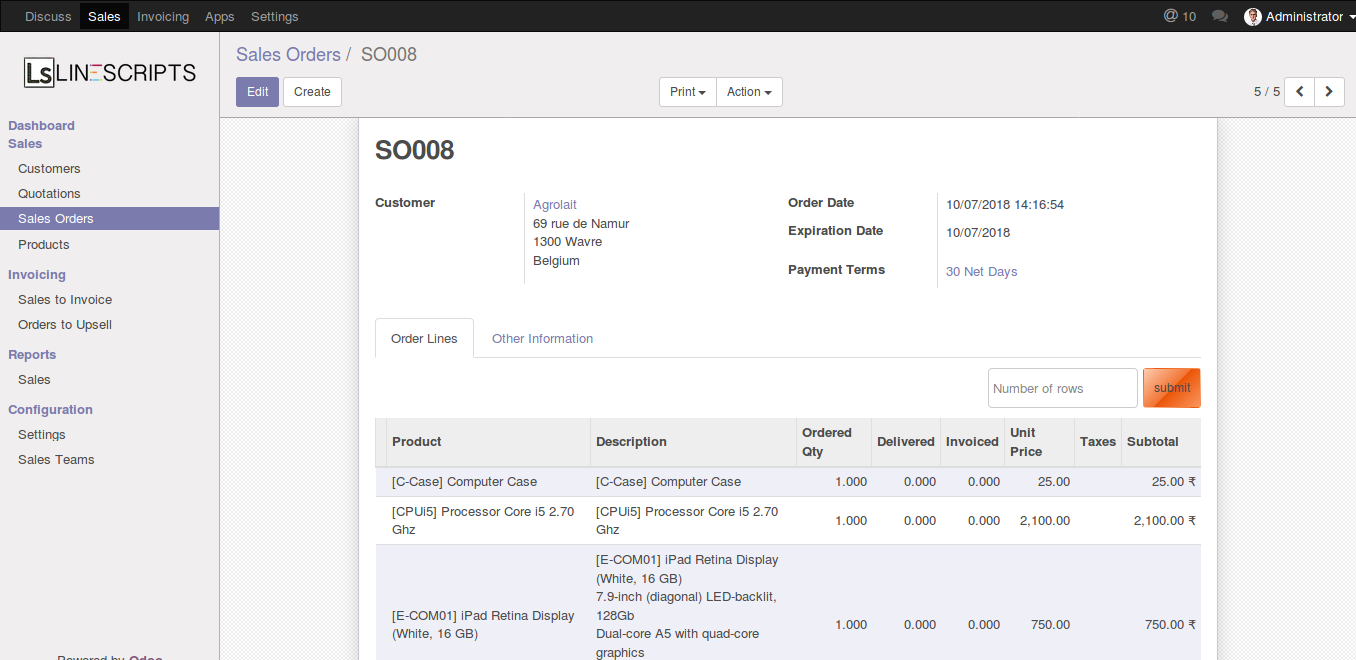 Discuss Sales Invoicing Apps Settings
@ 10 Administrator
LsLINESCRIPTS
Sales Orders / SO008
Edit Create
Print Action
5 / 5
Dashboard
Sales
Customers
Quotations
Sales Orders
Products
Invoicing
Sales to Invoice
Orders to Upsell
Reports
Sales
Configuration
Settings
Sales Teams
Powered by Odoo
SO008
Customer
Agrolait
69 rue de Namur
1300 Wavre
Belgium
Order Date 10/07/2018 14:16:54
Expiration Date 10/07/2018
Payment Terms 30 Net Days
Order Lines Other Information
Number of rows submit
Product Description Ordered Qty Delivered Invoiced Unit Price Taxes Subtotal
[C-Case] Computer Case [C-Case] Computer Case 1.000 0.000 0.000 25.00 25.00 ₹
[CPUi5] Processor Core i5 2.70
Ghz
[CPUi5] Processor Core i5 2.70
Ghz
1.000 0.000 0.000 2,100.00 2,100.00 ₹
[E-COM01] iPad Retina Display
(White, 16 GB)
[E-COM01] iPad Retina Display
(White, 16 GB)
7.9-inch (diagonal) LED-backlit,
128Gb
Dual-core A5 with quad-core
graphics
1.000 0.000 0.000 750.00 750.00 ₹